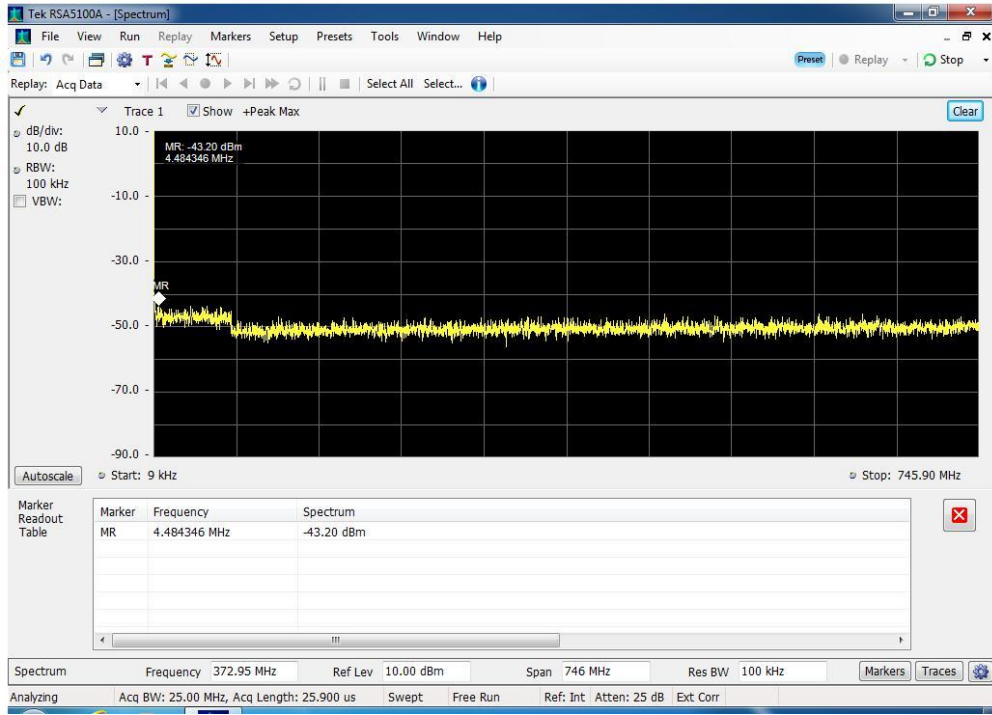 Tek RSA5100A - [Spectrum]
File View Run Replay Markers Setup Presets Tools Window Help
T
Preset Replay Stop
Replay: Acq Data Select All Select...
Trace 1 Show +Peak Max Clear
dB/div:
10.0 dB
RBW:
100 kHz
VBW:
10.0
-10.0
-30.0
-50.0
-70.0
-90.0
MR: -43.20 dBm
4.484346 MHz
MR
Autoscale Start: 9 kHz Stop: 745.90 MHz
Marker
Readout
Table
Marker Frequency Spectrum
MR 4.484346 MHz -43.20 dBm
Spectrum Frequency 372.95 MHz Ref Lev 10.00 dBm Span 746 MHz Res BW 100 kHz Markers Traces
Analyzing Acq BW: 25.00 MHz, Acq Length: 25.900 us Swept Free Run Ref: Int Atten: 25 dB Ext Corr